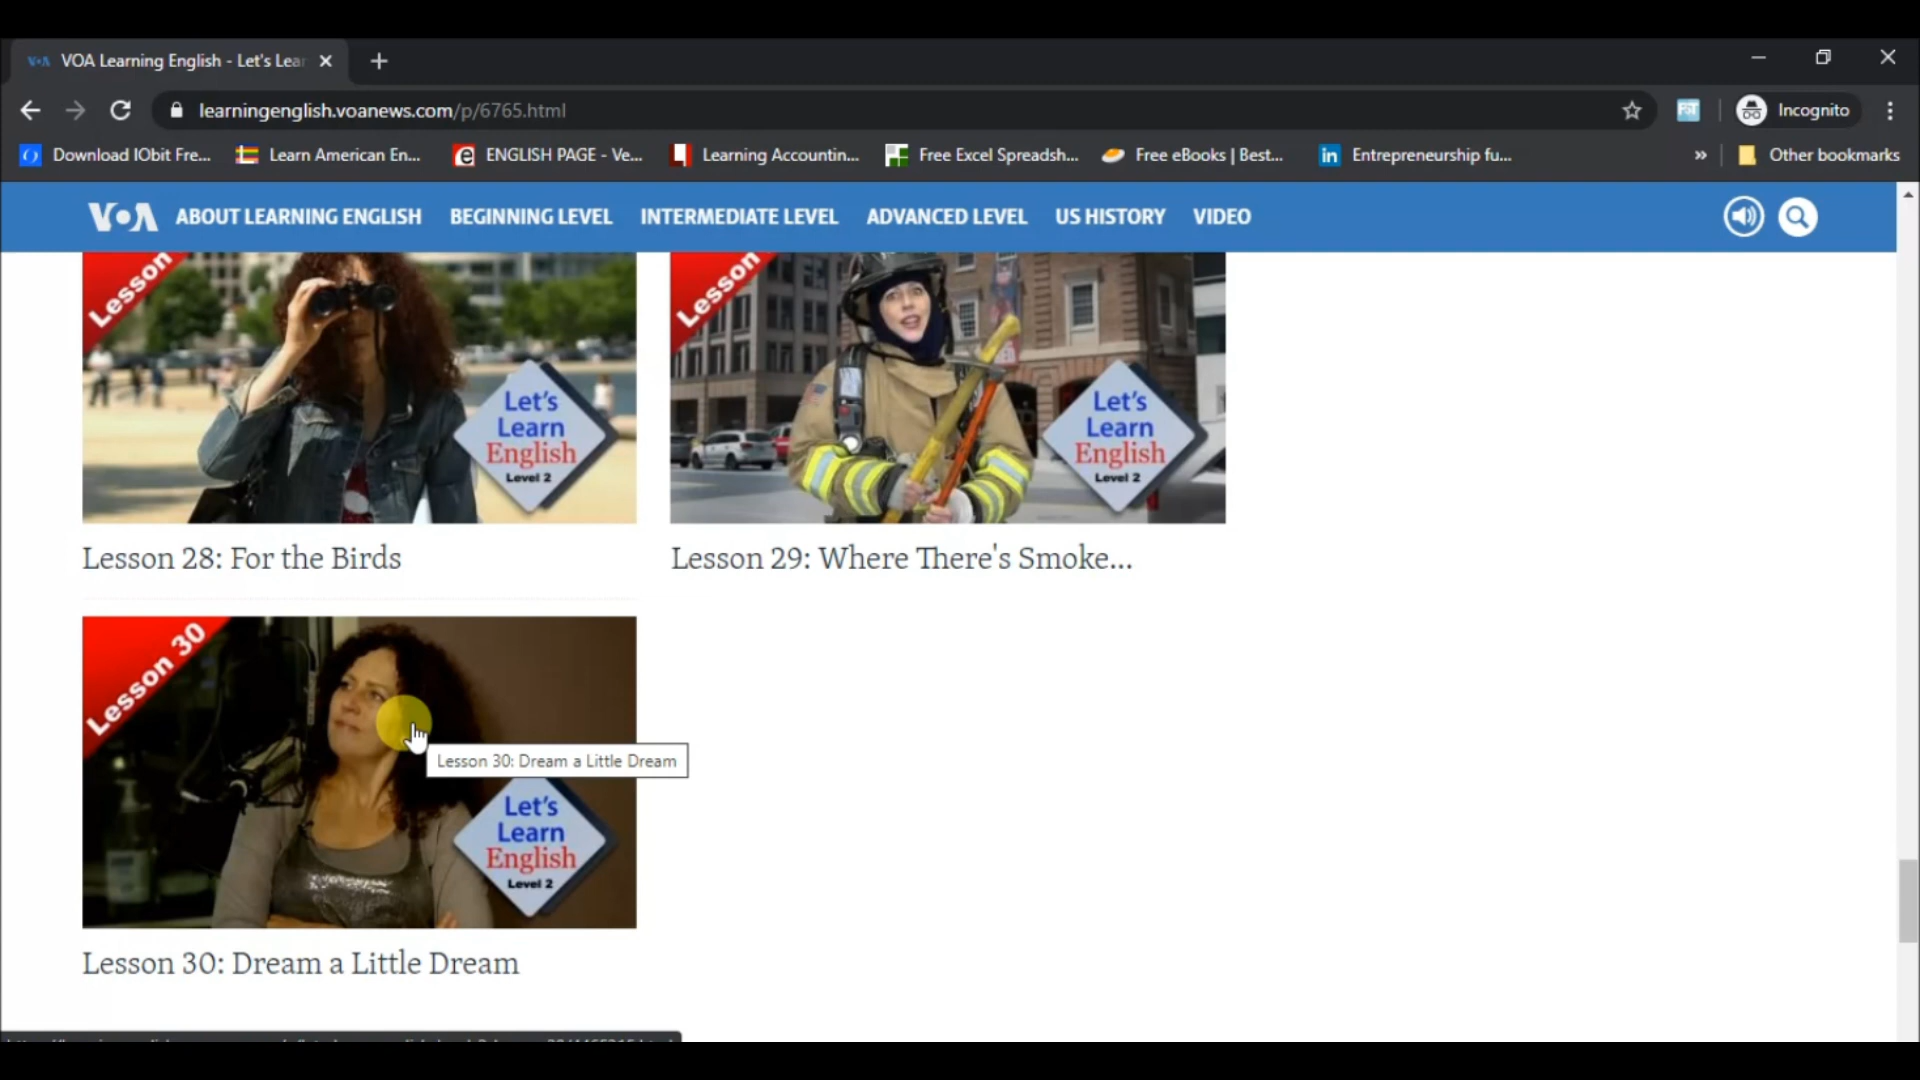 VOA Learning English - Let's Lear
learningenglish.voanews.com/p/6765.html
Incognito
Download IObit Fre...
Learn American En...
ENGLISH PAGE - Ve...
Learning Accountin...
Free Excel Spreadsh...
Free eBooks | Best...
Entrepreneurship fu...
»
Other bookmarks
VOA
ABOUT LEARNING ENGLISH
BEGINNING LEVEL
INTERMEDIATE LEVEL
ADVANCED LEVEL
US HISTORY
VIDEO
Lesson
Let's
Learn
English
Level 2
Lesson
Let's
Learn
English
Level 2
Lesson 28: For the Birds
Lesson 29: Where There's Smoke...
Lesson 30
Lesson 30: Dream a Little Dream
Let's
Learn
English
Level 2
Lesson 30: Dream a Little Dream